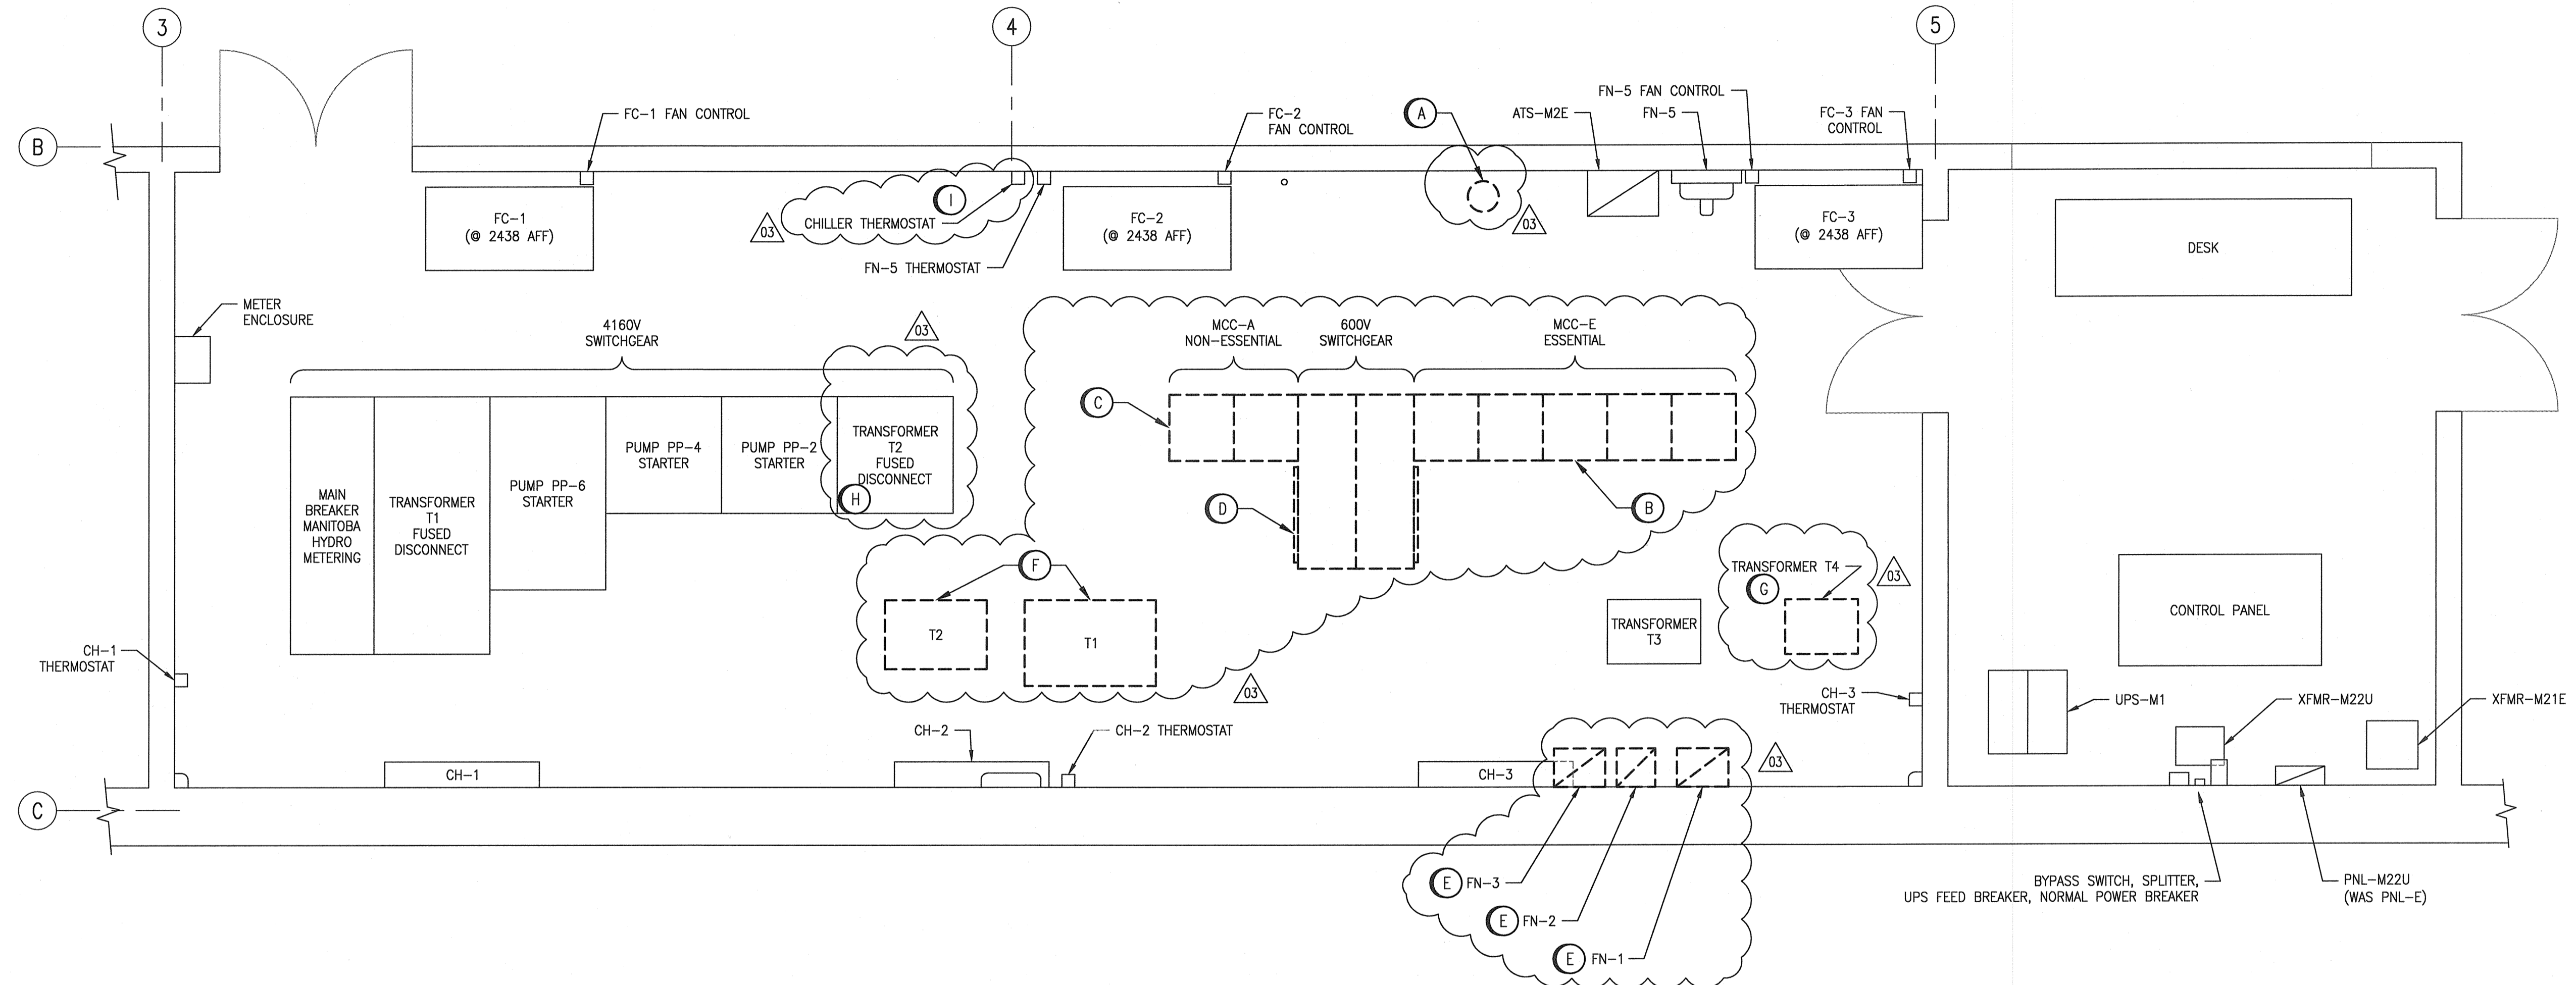 3
4
5
B
FC-1 FAN CONTROL
FC-2
FAN CONTROL
A
ATS-M2E
FN-5 FAN CONTROL
FN-5
FC-3 FAN
CONTROL
FC-1
(@ 2438 AFF)
03
I
CHILLER THERMOSTAT
FN-5 THERMOSTAT
FC-2
(@ 2438 AFF)
03
FC-3
(@ 2438 AFF)
DESK
METER
ENCLOSURE
4160V
SWITCHGEAR
03
MCC-A
NON-ESSENTIAL
600V
SWITCHGEAR
MCC-E
ESSENTIAL
C
D
B
MAIN
BREAKER
MANITOBA
HYDRO
METERING
TRANSFORMER
T1
FUSED
DISCONNECT
PUMP PP-6
STARTER
PUMP PP-4
STARTER
PUMP PP-2
STARTER
TRANSFORMER
T2
FUSED
DISCONNECT
H
F
T2
T1
03
TRANSFORMER
T3
TRANSFORMER T4
G
03
CONTROL PANEL
CH-1
THERMOSTAT
CH-3
THERMOSTAT
UPS-M1
XFMR-M22U
XFMR-M21E
CH-1
CH-2
CH-2 THERMOSTAT
CH-3
03
C
E FN-3
E FN-2
E FN-1
BYPASS SWITCH, SPLITTER,
UPS FEED BREAKER, NORMAL POWER BREAKER
PNL-M22U
(WAS PNL-E)